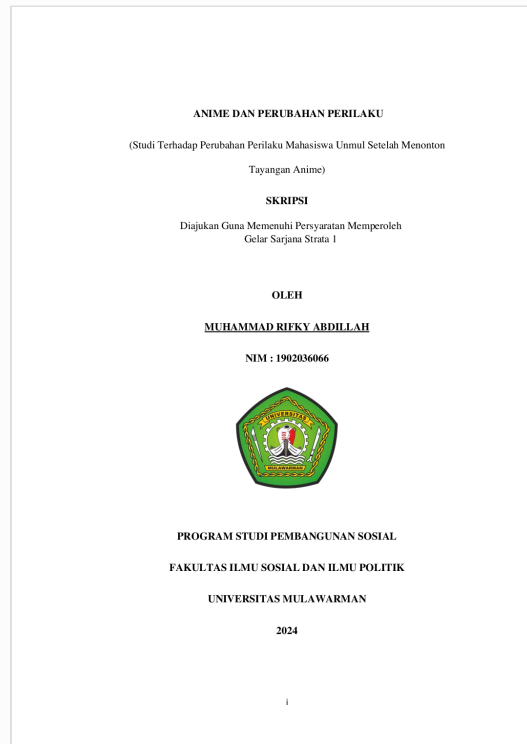 ANIME DAN PERUBAHAN PERILAKU
(Studi Terhadap Perubahan Perilaku Mahasiswa Unmul Setelah Menonton
Tayangan Anime)
SKRIPSI
Diajukan Guna Memenuhi Persyaratan Memperoleh
Gelar Sarjana Strata 1
OLEH
MUHAMMAD RIFKY ABDILLAH
NIM : 1902036066
UNIVERSITAS
MULAWARMAN
PROGRAM STUDI PEMBANGUNAN SOSIAL
FAKULTAS ILMU SOSIAL DAN ILMU POLITIK
UNIVERSITAS MULAWARMAN
2024
i